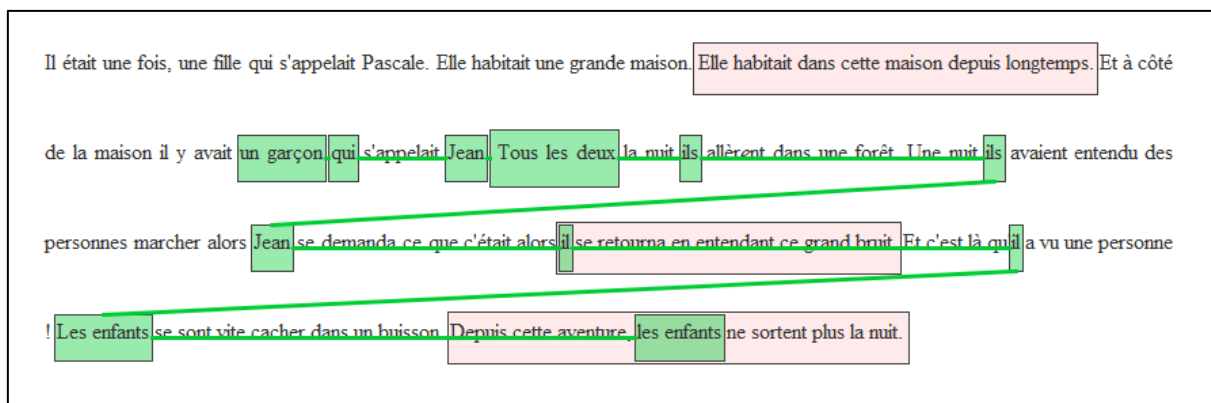 Il était une fois, une fille qui s'appelait Pascale. Elle habitait une grande maison. Elle habitait dans cette maison depuis longtemps. Et à côté
de la maison il y avait un garçon qui s'appelait Jean. Tous les deux la nuit ils allèrent dans une forêt. Une nuit ils avaient entendu des
personnes marcher alors Jean se demanda ce que c'était alors il se retourna en entendant ce grand bruit. Et c'est là qu'il a vu une personne
! Les enfants se sont vite cacher dans un buisson. Depuis cette aventure, les enfants ne sortent plus la nuit.